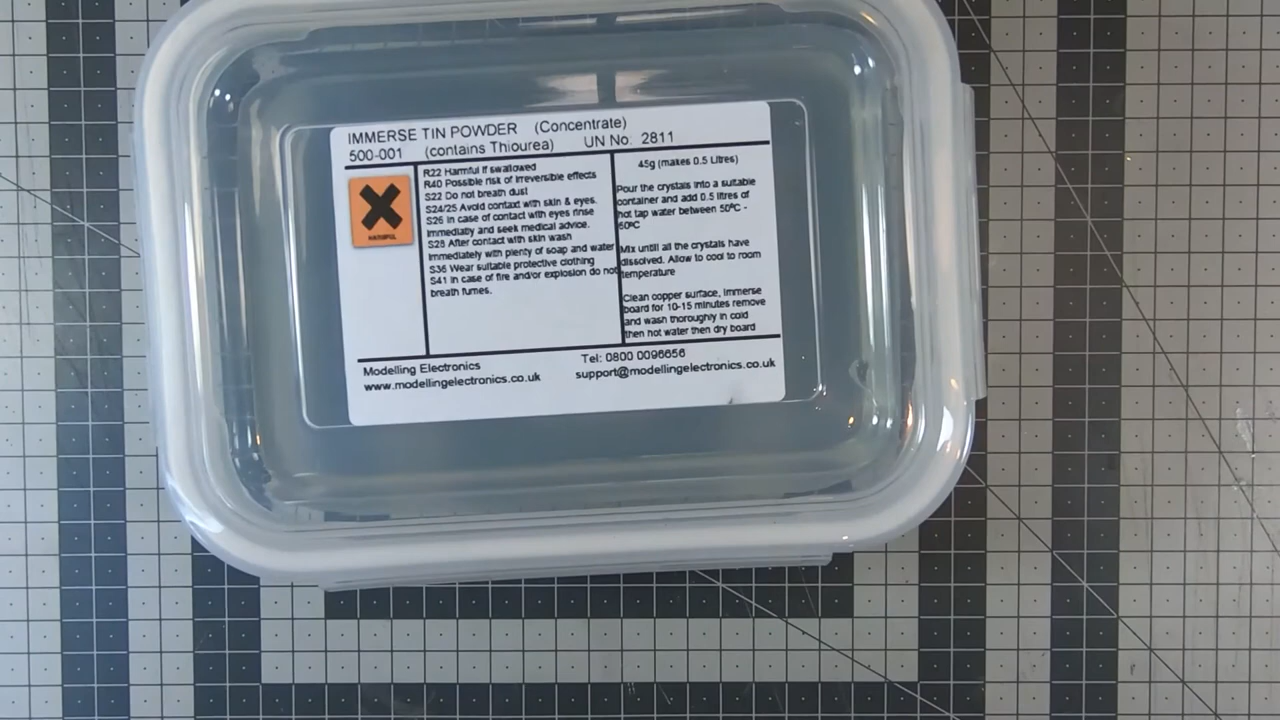 IMMERSE TIN POWDER (Concentrate)
500-001 (contains Thiourea) UN No: 2811
HARMFUL
R22 Harmful if swallowed
R40 Possible risk of irreversible effects
S22 Do not breath dust
S24/25 Avoid contaxt with skin & eyes.
S26 In case of contact with eyes rinse
immediatly and seek medical advice.
S28 After contact with skin wash
immediately with plenty of soap and water
S36 Wear suitable protective clothing
S41 In case of fire and/or explosion do not
breath fumes.
45g (makes 0.5 Litres)
Pour the crystals into a suitable
container and add 0.5 litres of
hot tap water between 50ºC -
60ºC
Mix untill all the crystals have
dissolved. Allow to cool to room
temperature
Clean copper surface, immerse
board for 10-15 minutes remove
and wash thoroughly in cold
then hot water then dry board
Modelling Electronics
www.modellingelectronics.co.uk
Tel: 0800 0096656
support@modellingelectronics.co.uk